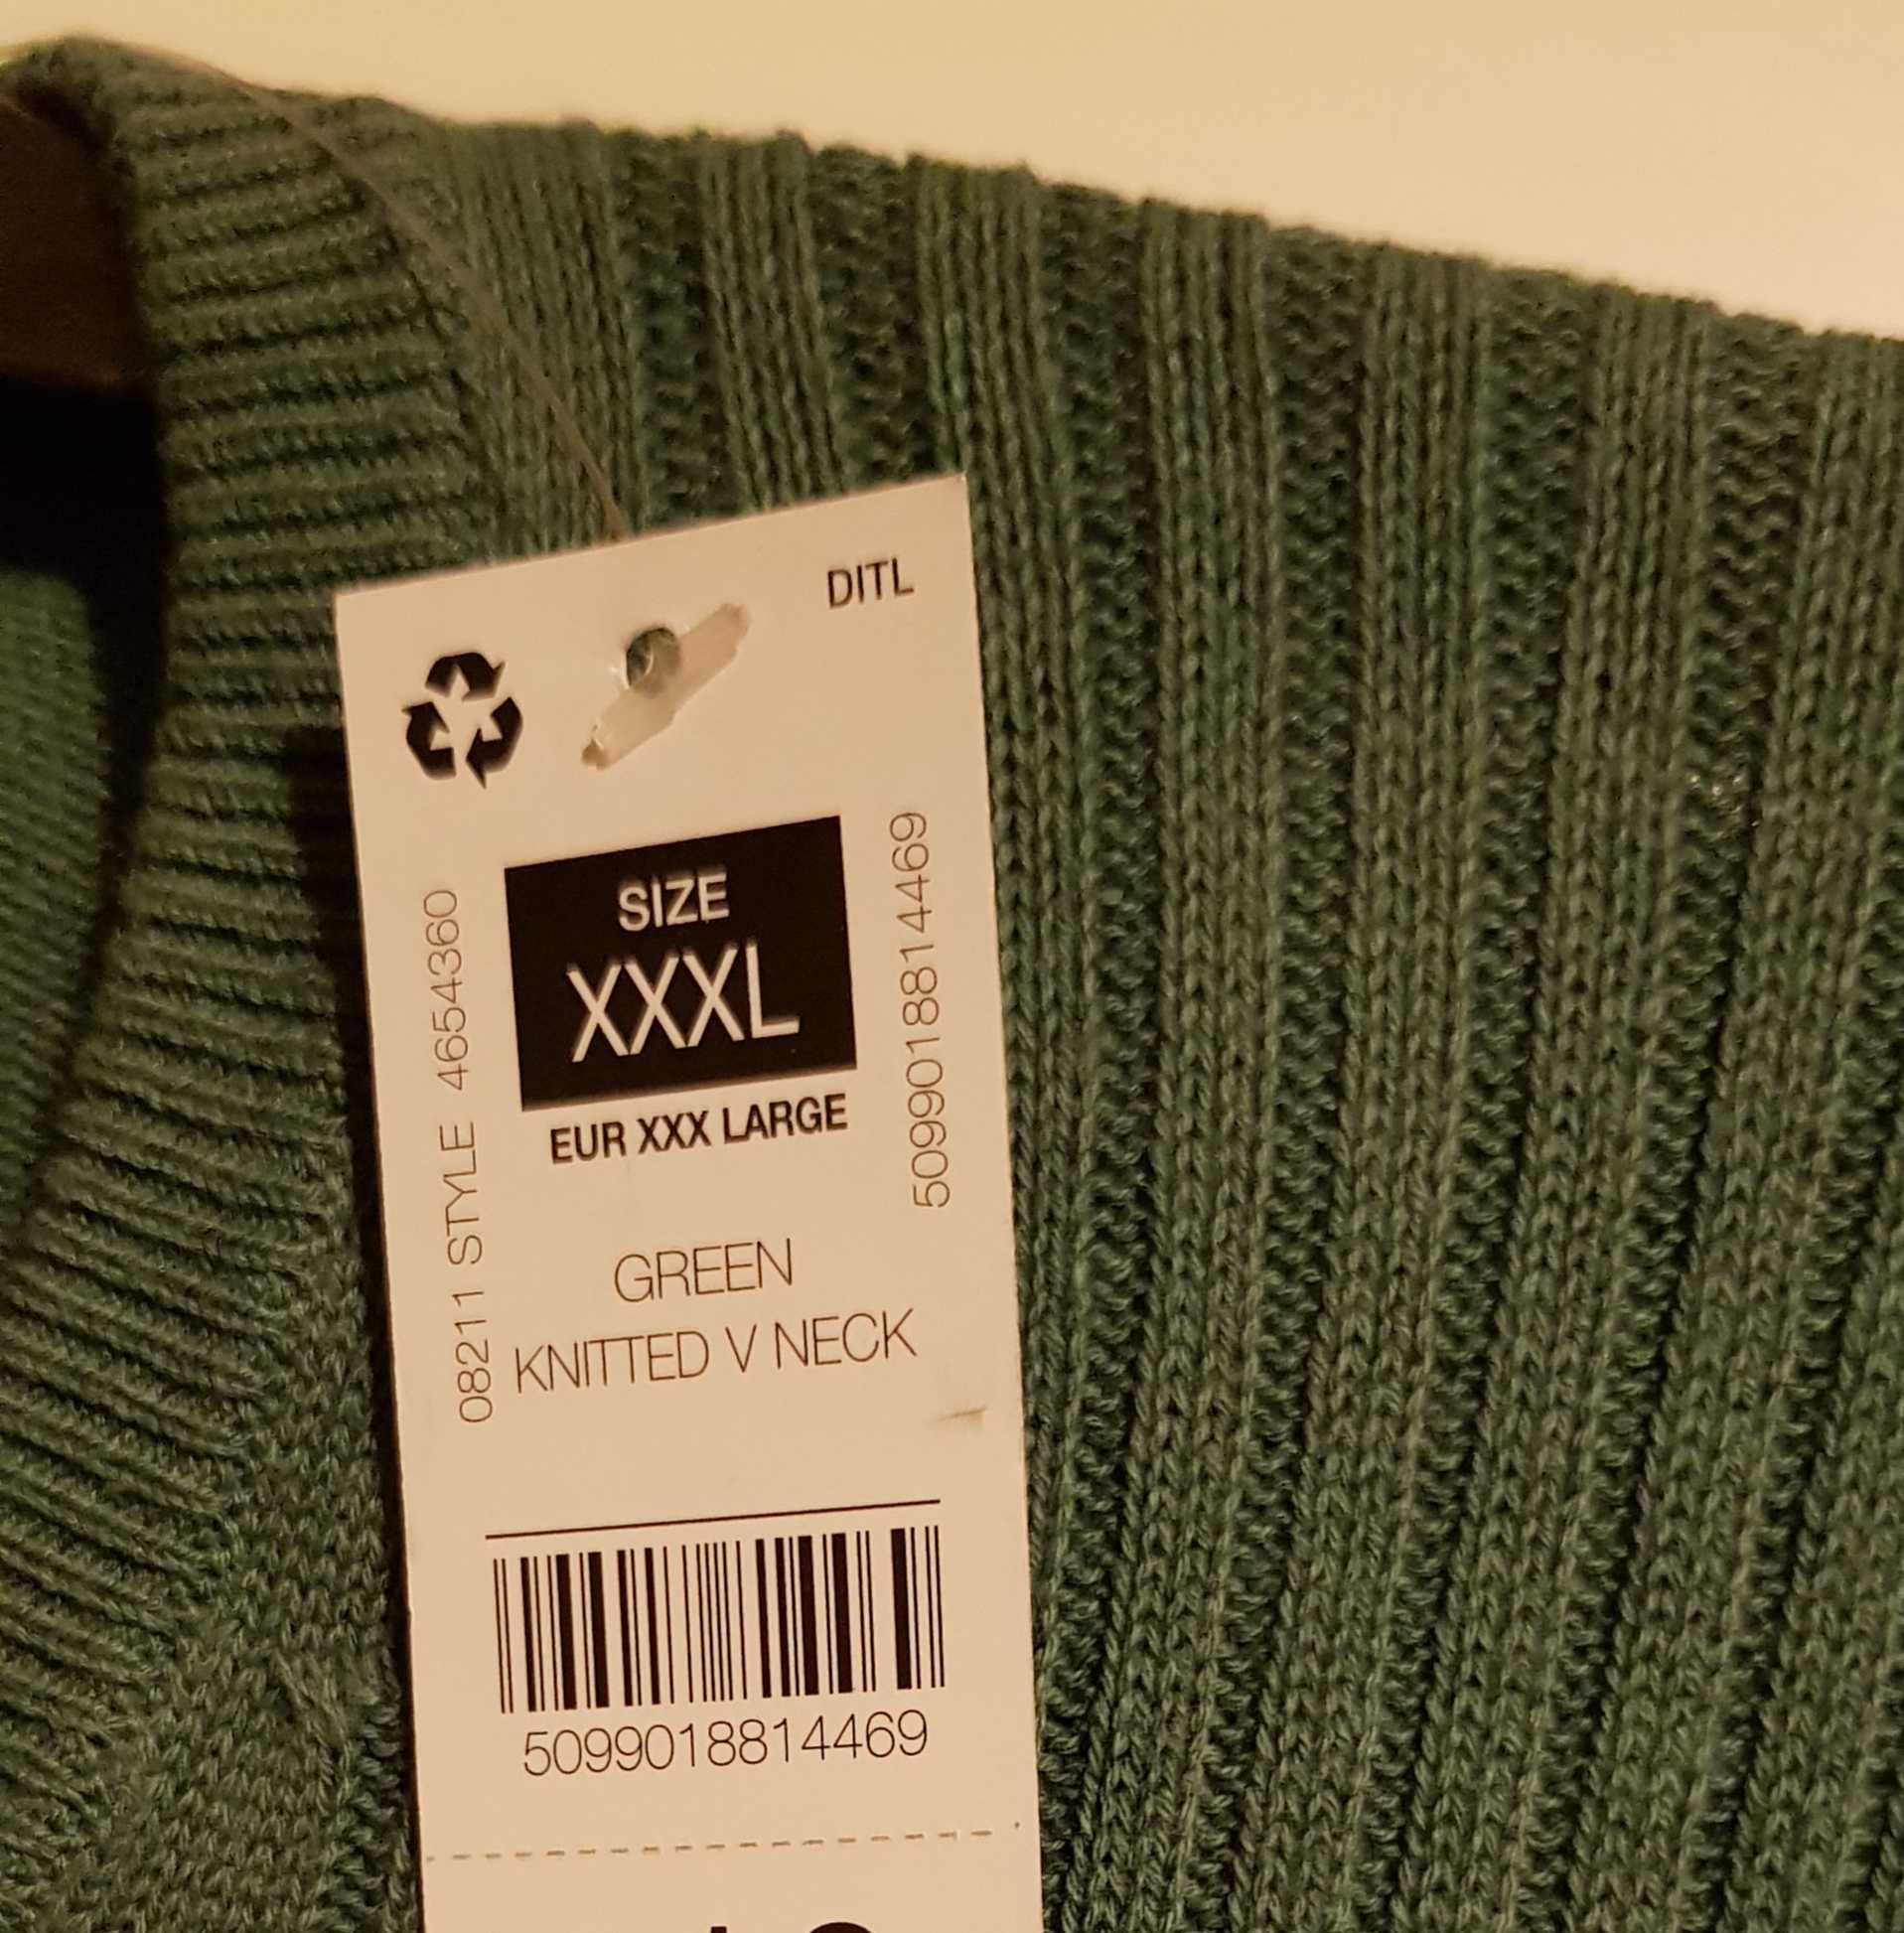 DITL
SIZE
XXXL
EUR XXX LARGE
08211 STYLE 4654360
5099018814469
GREEN
KNITTED V NECK
5099018814469